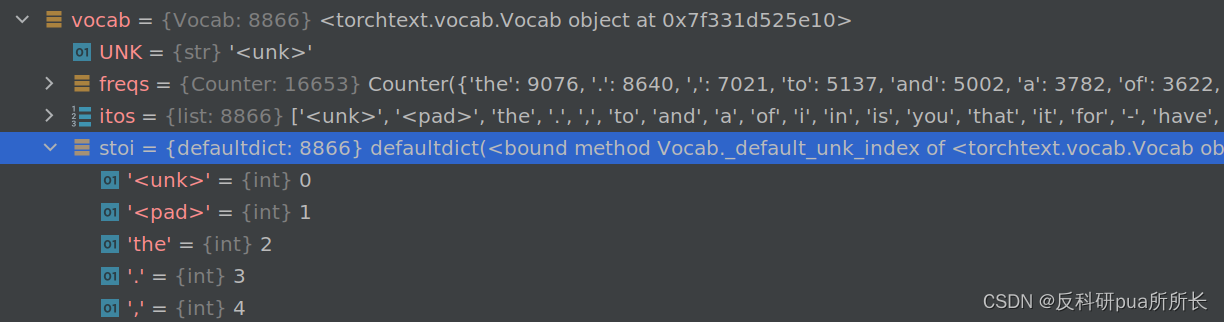 vocab = {Vocab: 8866} <torchtext.vocab.Vocab object at 0x7f331d525e10>
01 UNK = {str} '<unk>'
freqs = {Counter: 16653} Counter({'the': 9076, '.': 8640, ',': 7021, 'to': 5137, 'and': 5002, 'a': 3782, 'of': 3622,
itos = {list: 8866} ['<unk>', '<pad>', 'the', '.', ',', 'to', 'and', 'a', 'of', 'i', 'in', 'is', 'you', 'that', 'it', 'for', '-', 'have',
stoi = {defaultdict: 8866} defaultdict(<bound method Vocab._default_unk_index of <torchtext.vocab.Vocab ob
01 '<unk>' = {int} 0
01 '<pad>' = {int} 1
01 'the' = {int} 2
01 '.' = {int} 3
01 ',' = {int} 4
CSDN @反科研pua所所长